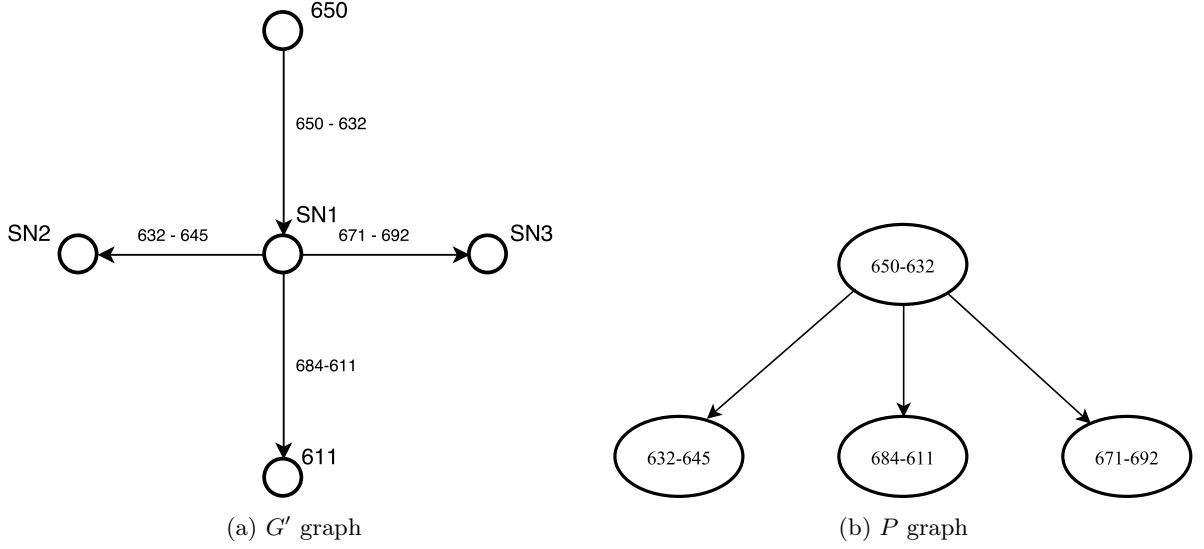 650
650 - 632
SN1
SN2
632 - 645
671 - 692
SN3
684-611
611
(a) G′ graph
650-632
632-645
684-611
671-692
(b) P graph